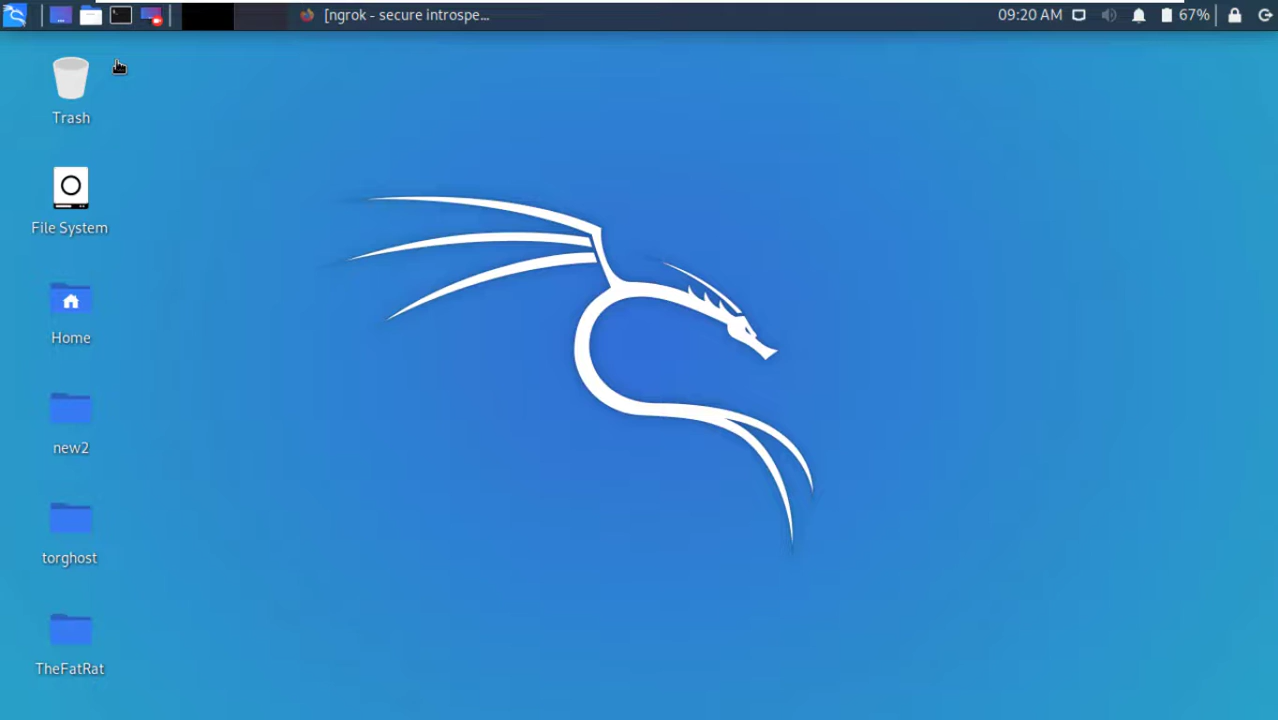 [ngrok - secure introspe...
09:20 AM
67%
Trash
File System
Home
new2
torghost
TheFatRat